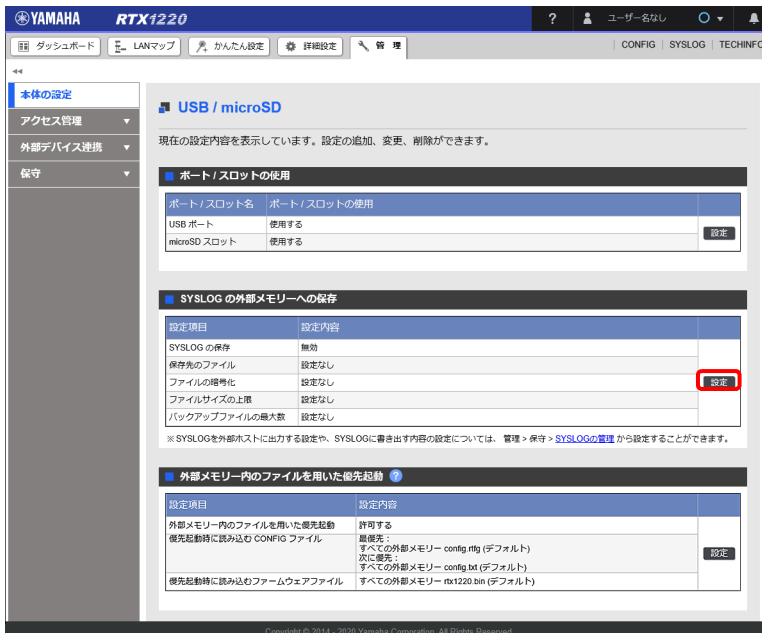 YAMAHA RTX1220 ? ユーザー名なし
ダッシュボード LANマップ かんたん設定 詳細設定 管理 CONFIG SYSLOG TECHINFO
本体の設定
アクセス管理
外部デバイス連携
保守
USB / microSD
現在の設定内容を表示しています。設定の追加、変更、削除ができます。
ポート / スロットの使用
ポート / スロット名 ポート / スロットの使用
USB ポート 使用する
microSD スロット 使用する
設定
SYSLOG の外部メモリーへの保存
設定項目 設定内容
SYSLOG の保存 無効
保存先のファイル 設定なし
ファイルの暗号化 設定なし
設定
ファイルサイズの上限 設定なし
バックアップファイルの最大数 設定なし
※ SYSLOGを外部ホストに出力する設定や、SYSLOGに書き出す内容の設定については、 管理 > 保守 > SYSLOGの管理 から設定することができます。
外部メモリー内のファイルを用いた優先起動 ?
設定項目 設定内容
外部メモリー内のファイルを用いた優先起動 許可する
優先起動時に読み込む CONFIG ファイル 最優先：
すべての外部メモリー config.rtfg (デフォルト)
次に優先：
すべての外部メモリー config.txt (デフォルト)
設定
優先起動時に読み込むファームウェアファイル すべての外部メモリー rtx1220.bin (デフォルト)
Copyright © 2014 - 2020 Yamaha Corporation. All Rights Reserved.